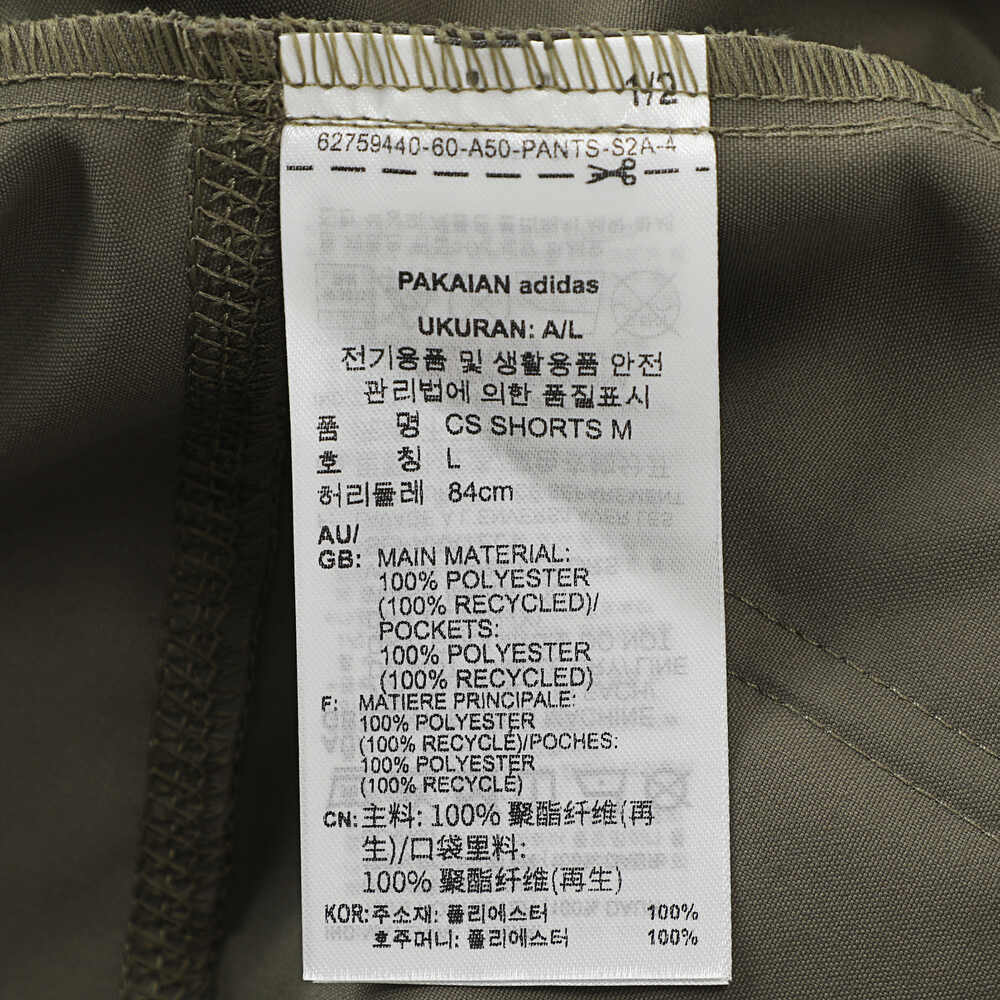 1/2
62759440-60-A50-PANTS-S2A-4
PAKAIAN adidas
UKURAN: A/L
전기용품 및 생활용품 안전
관리법에 의한 품질표시
품 명 CS SHORTS M
호 칭 L
허리둘레 84cm
AU/
GB: MAIN MATERIAL:
100% POLYESTER
(100% RECYCLED)/
POCKETS:
100% POLYESTER
(100% RECYCLED)
F: MATIERE PRINCIPALE:
100% POLYESTER
(100% RECYCLÉ)/POCHES:
100% POLYESTER
(100% RECYCLÉ)
CN: 主料: 100% 聚酯纤维(再
生)/口袋里料:
100% 聚酯纤维(再生)
KOR: 주소재: 폴리에스터 100%
호주머니: 폴리에스터 100%